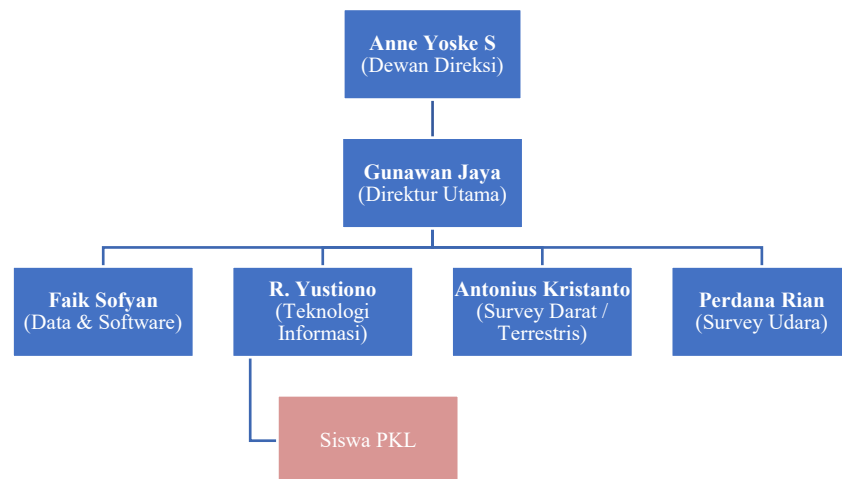 Anne Yoske S
(Dewan Direksi)
Gunawan Jaya
(Direktur Utama)
Faik Sofyan
(Data & Software)
R. Yustiono
(Teknologi
Informasi)
Antonius Kristanto
(Survey Darat /
Terrestris)
Perdana Rian
(Survey Udara)
Siswa PKL